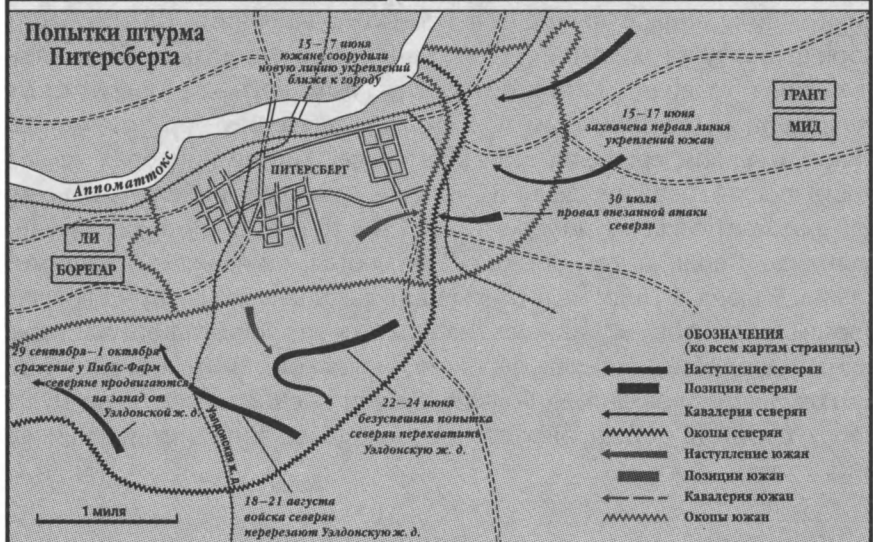 Попытки штурма
Питерсберга
15–17 июня
южане соорудили
новую линию укреплений
ближе к городу
ГРАНТ
МИД
15–17 июня
захвачена первая линия
укреплений южан
Аппоматтокс
ПИТЕРСБЕРГ
30 июля
провал внезапной атаки
северян
ЛИ
БОРЕГАР
29 сентября–1 октября
сражение у Пиблс-Фарм
северяне продвигаются
на запад от
Уэлдонской ж. д.
Уэлдонская ж. д.
22–24 июня
безуспешная попытка
северян перехватить
Уэлдонскую ж. д.
18–21 августа
войска северян
перерезают Уэлдонскую ж. д.
1 миля
ОБОЗНАЧЕНИЯ
(ко всем картам страницы)
Наступление северян
Позиции северян
Кавалерия северян
Окопы северян
Наступление южан
Позиции южан
Кавалерия южан
Окопы южан